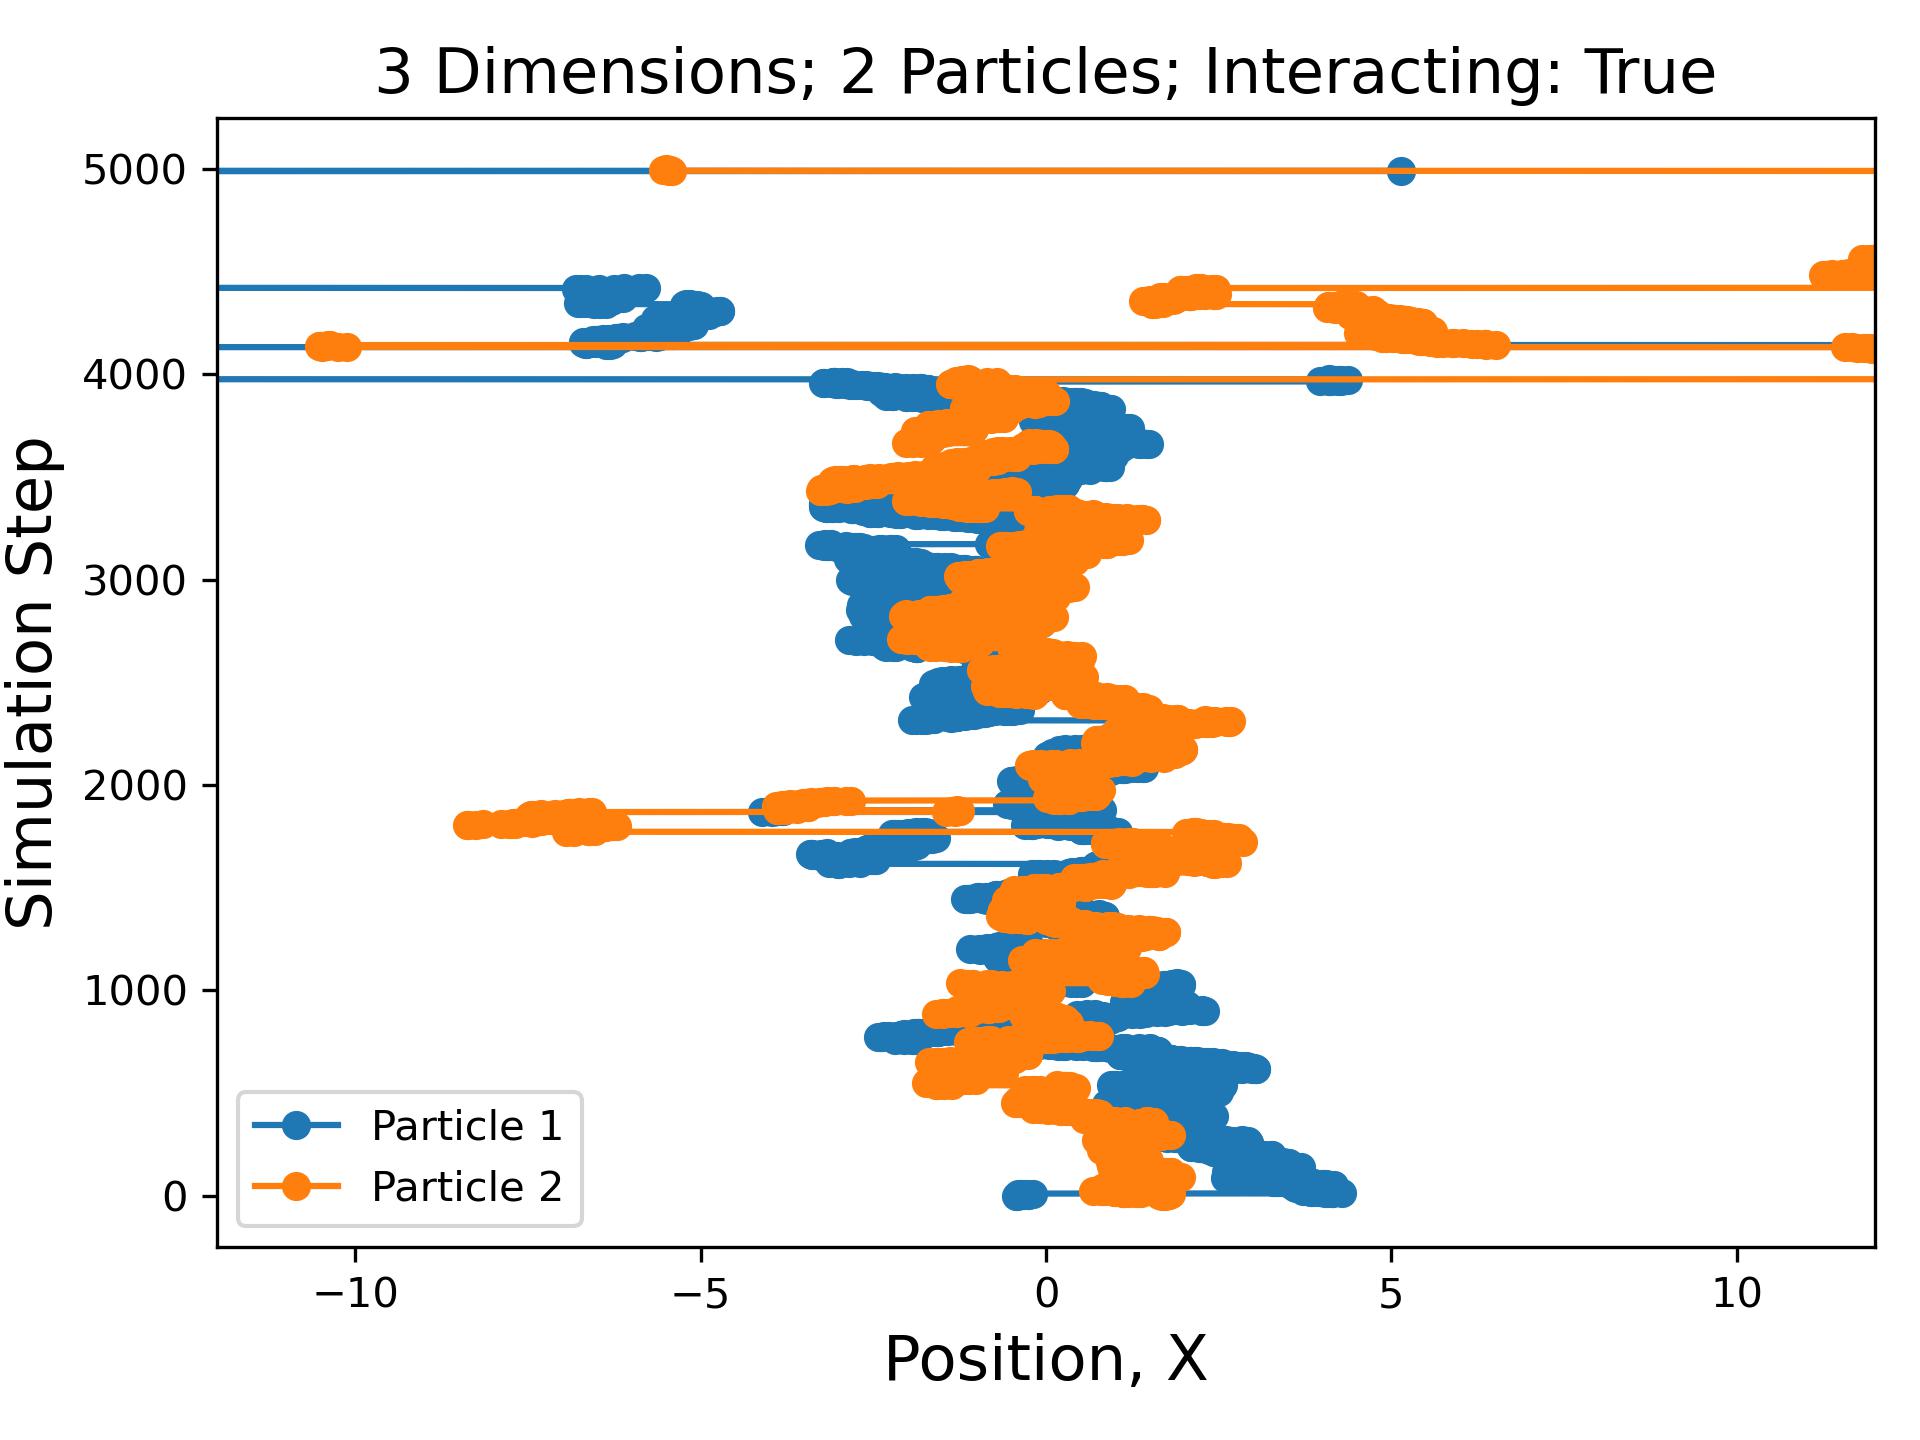 3 Dimensions; 2 Particles; Interacting: True
Simulation Step
5000
4000
3000
2000
1000
0
Particle 1
Particle 2
−10
−5
0
5
10
Position, X